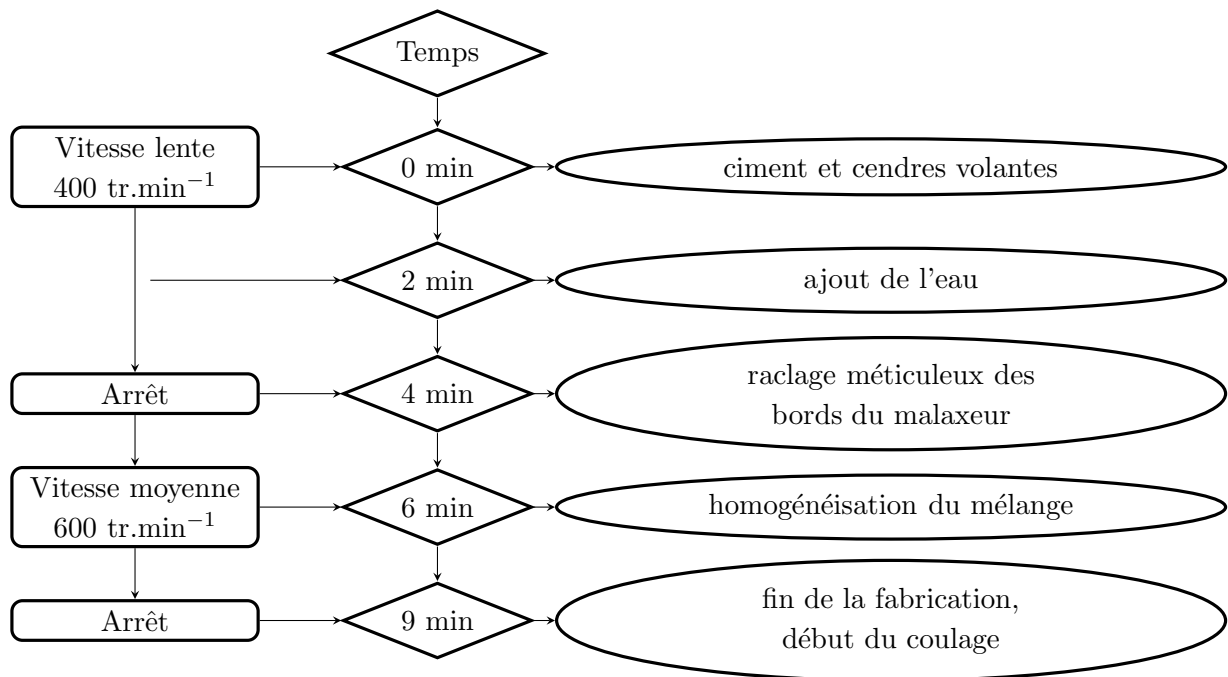 Temps
Vitesse lente
400 tr.min⁻¹
0 min
ciment et cendres volantes
2 min
ajout de l'eau
Arrêt
4 min
raclage méticuleux des
bords du malaxeur
Vitesse moyenne
600 tr.min⁻¹
6 min
homogénéisation du mélange
Arrêt
9 min
fin de la fabrication,
début du coulage